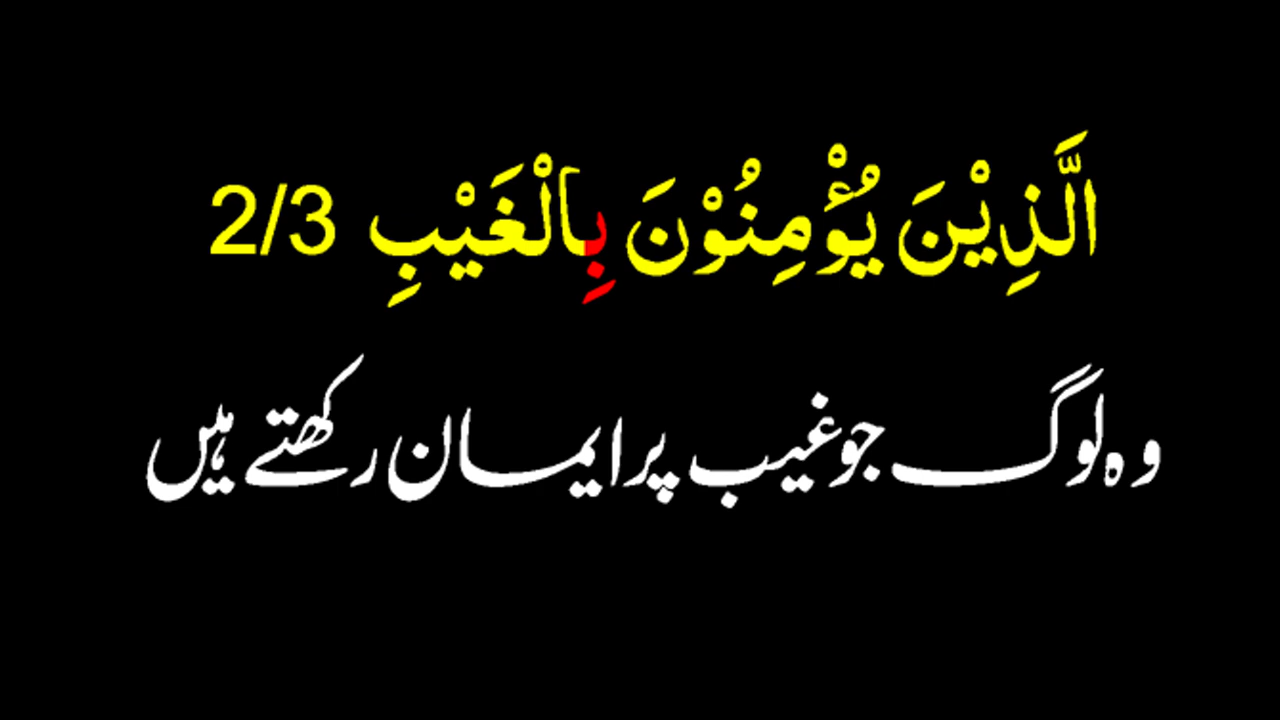 الَّذِيْنَ يُؤْمِنُوْنَ بِالْغَيْبِ 2/3
وہ لوگ جو غیب پر ایمان رکھتے ہیں